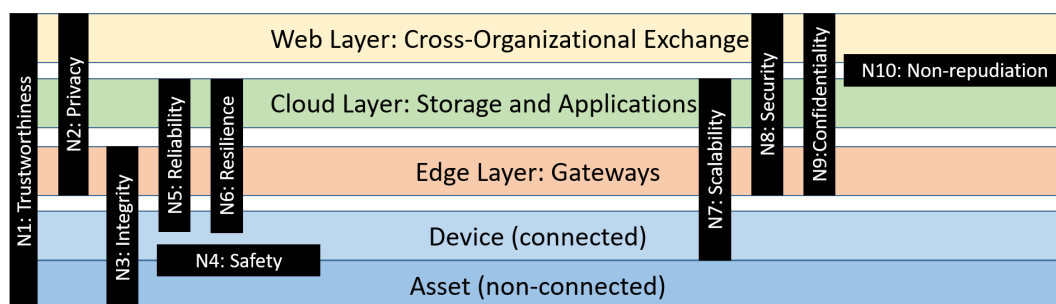 N1: Trustworthiness
N2: Privacy
N3: Integrity
N5: Reliability
N6: Resilience
N4: Safety
Web Layer: Cross-Organizational Exchange
Cloud Layer: Storage and Applications
Edge Layer: Gateways
Device (connected)
Asset (non-connected)
N7: Scalability
N8: Security
N9:Confidentiality
N10: Non-repudiation